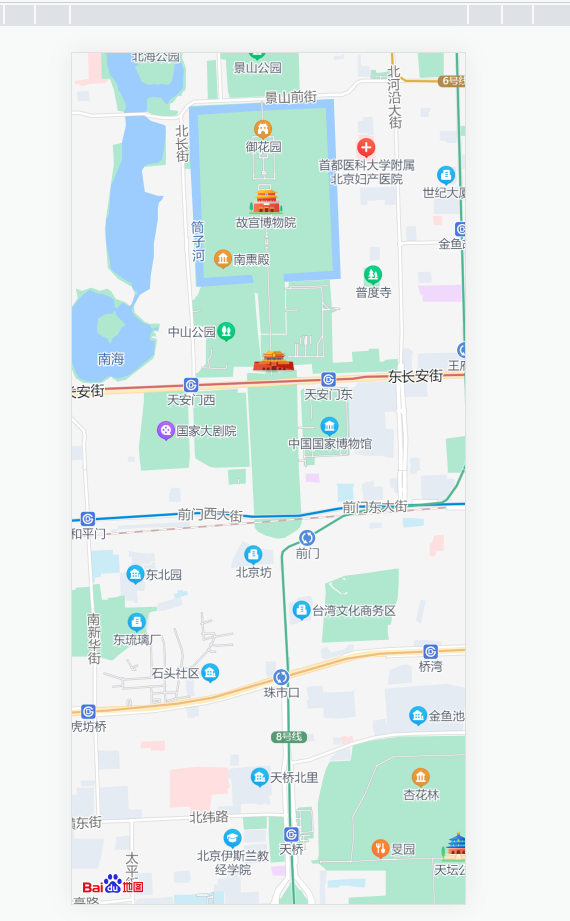 北海公园
景山公园
北河沿大街
6号线
景山前街
北长街
御花园
首都医科大学附属
北京妇产医院
世纪大厦
故宫博物院
筒子河
金鱼
南熏殿
普度寺
中山公园
南海
王府
长安街
东长安街
天安门西
天安门东
国家大剧院
中国国家博物馆
前门西大街
前门东大街
和平门
前门
北京坊
东北园
台湾文化商务区
南新华街
东琉璃厂
石头社区
桥湾
珠市口
虎坊桥
金鱼池
8号线
天桥北里
杏花林
北纬路
东街
天桥
北京伊斯兰教
经学院
旻园
太平街
天坛公
Bai du 地图
高路